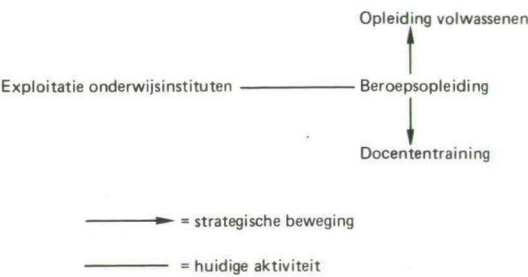 Opleiding volwassenen
Exploitatie onderwijsinstituten Beroepsopleiding
Docententraining
= strategische beweging
= huidige aktiviteit